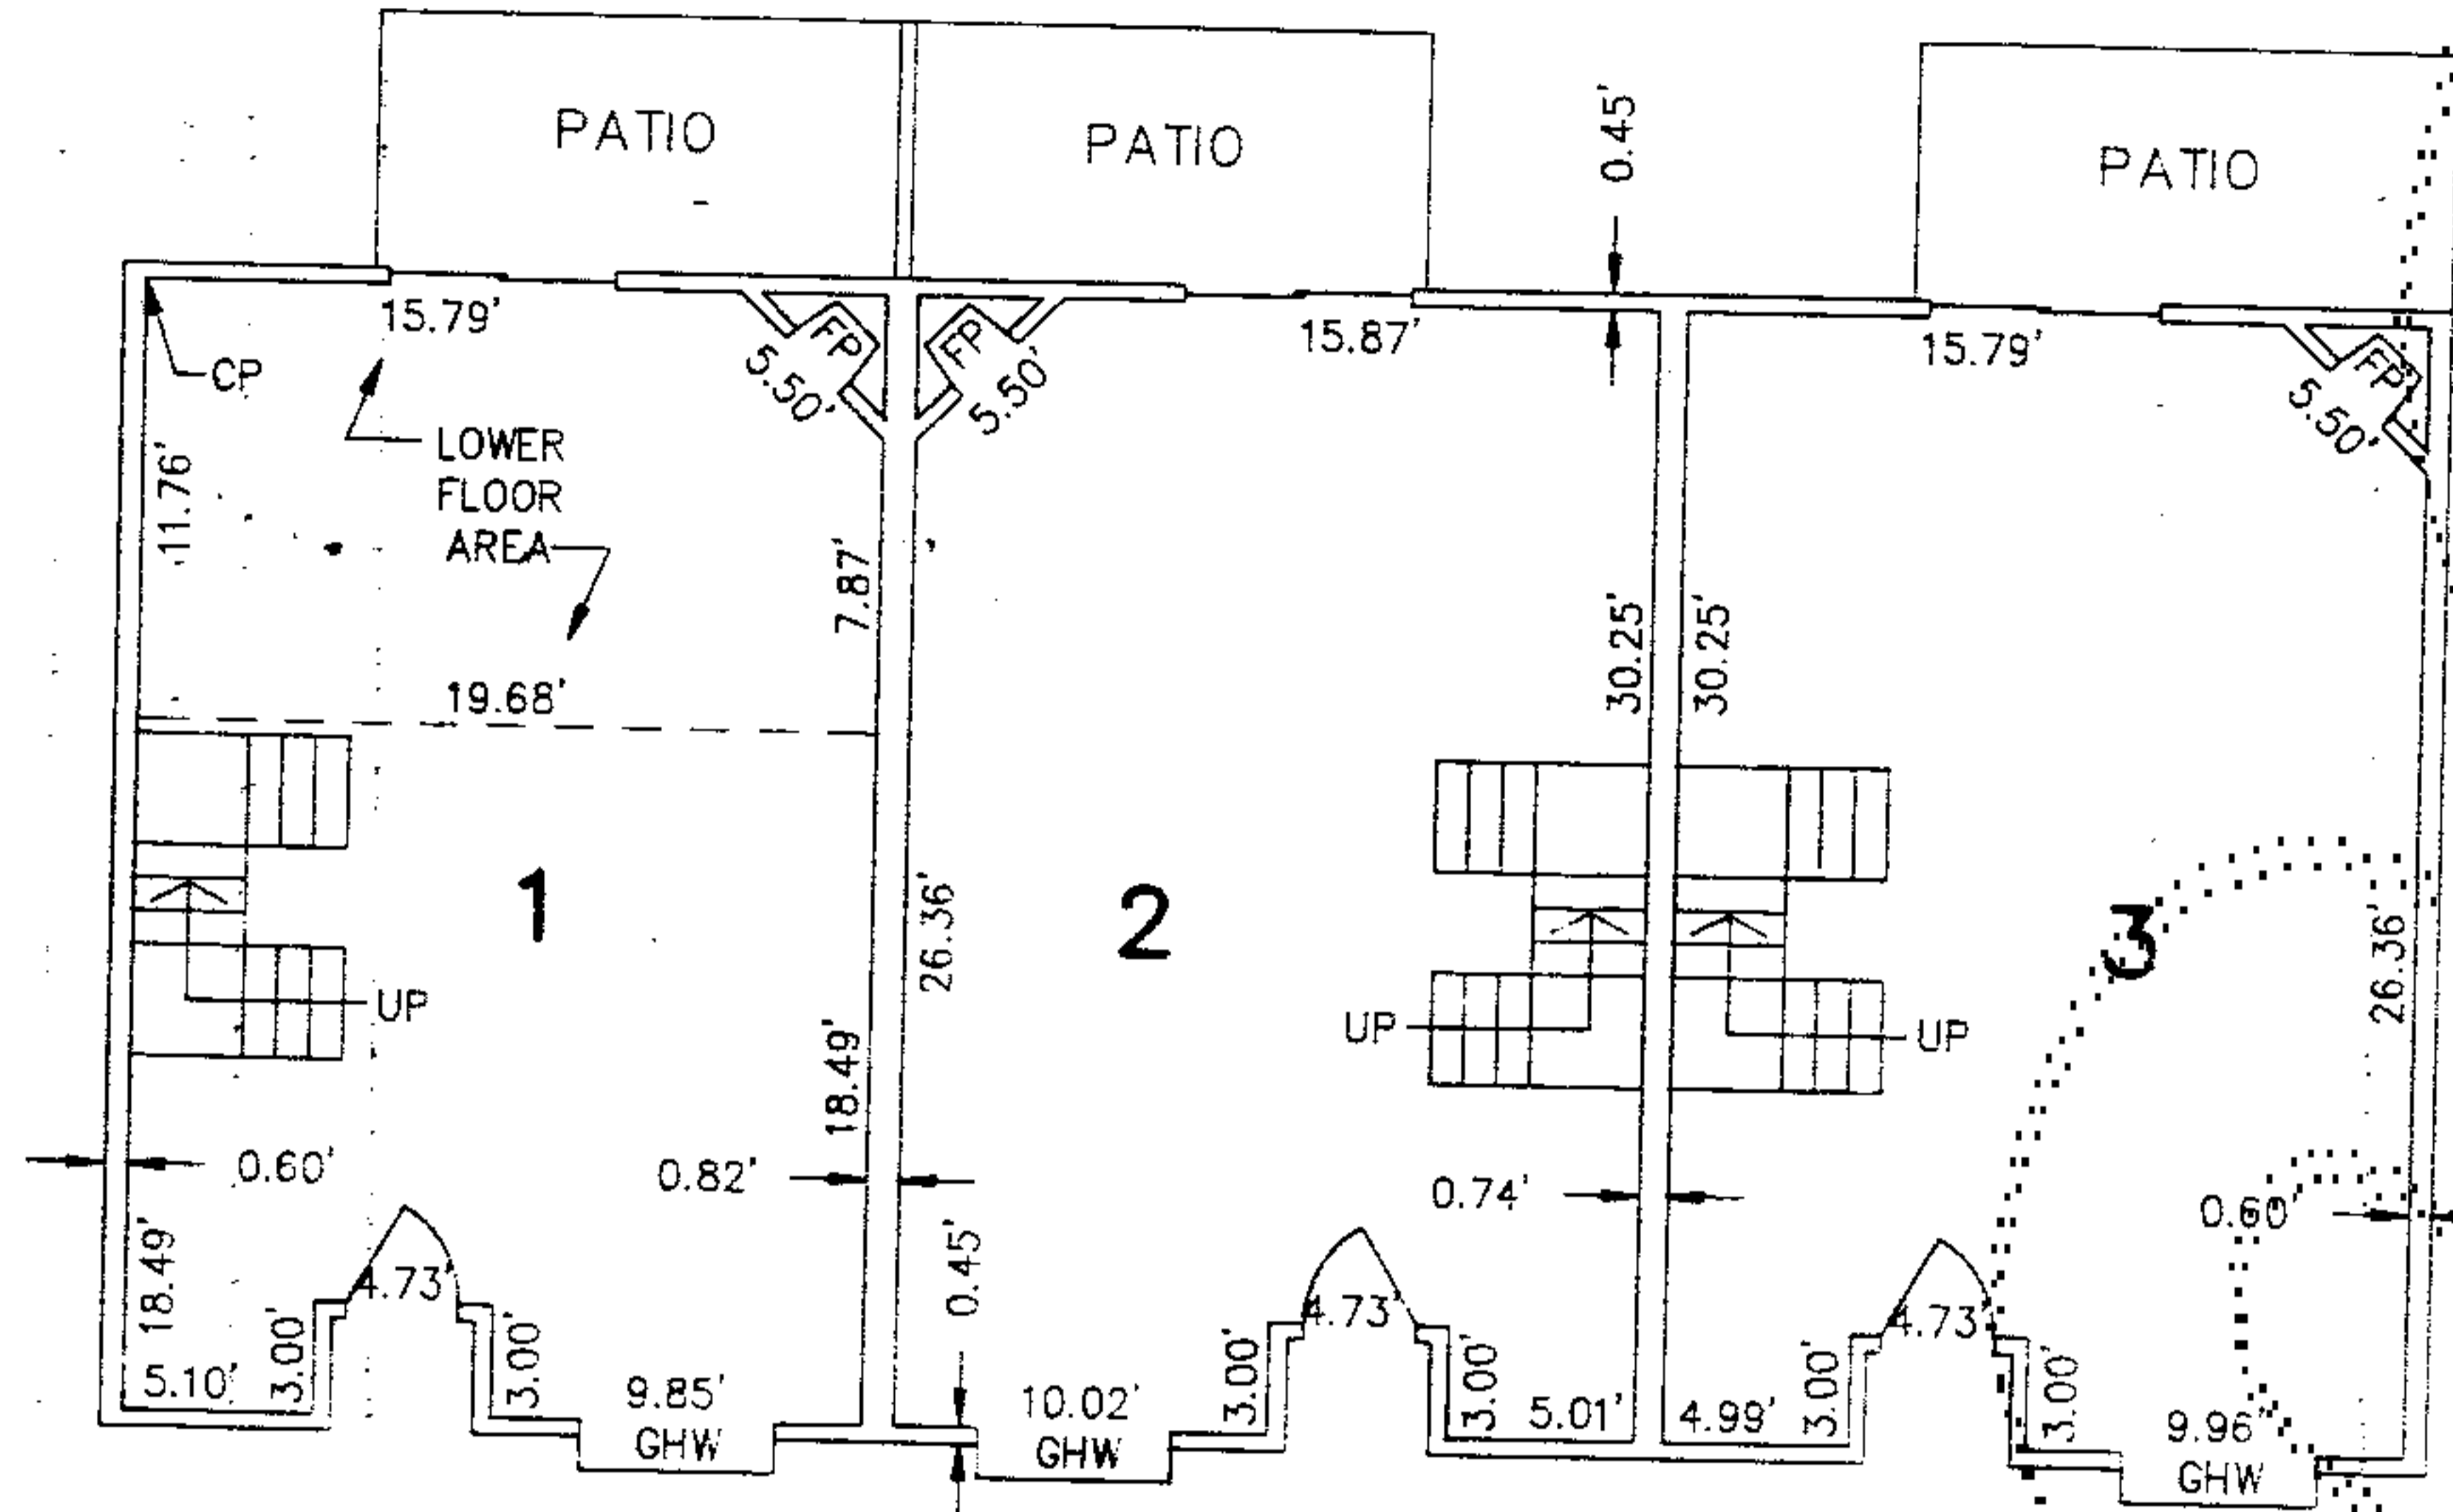 PATIO
PATIO
0.45'
PATIO
15.79'
FP
FP
15.87'
15.79'
CP
5.50'
5.50'
FP
5.50'
LOWER
FLOOR
AREA
11.76'
7.87'
30.25'
30.25'
19.68'
1
2
3
26.36'
26.36'
UP
UP
UP
18.49'
0.60'
0.82'
0.74'
0.60'
18.49'
4.73'
0.45'
4.73'
4.73'
5.10'
3.00'
3.00'
9.85'
GHW
10.02'
GHW
3.00'
3.00'
5.01'
4.99'
3.00'
3.00'
9.96'
GHW